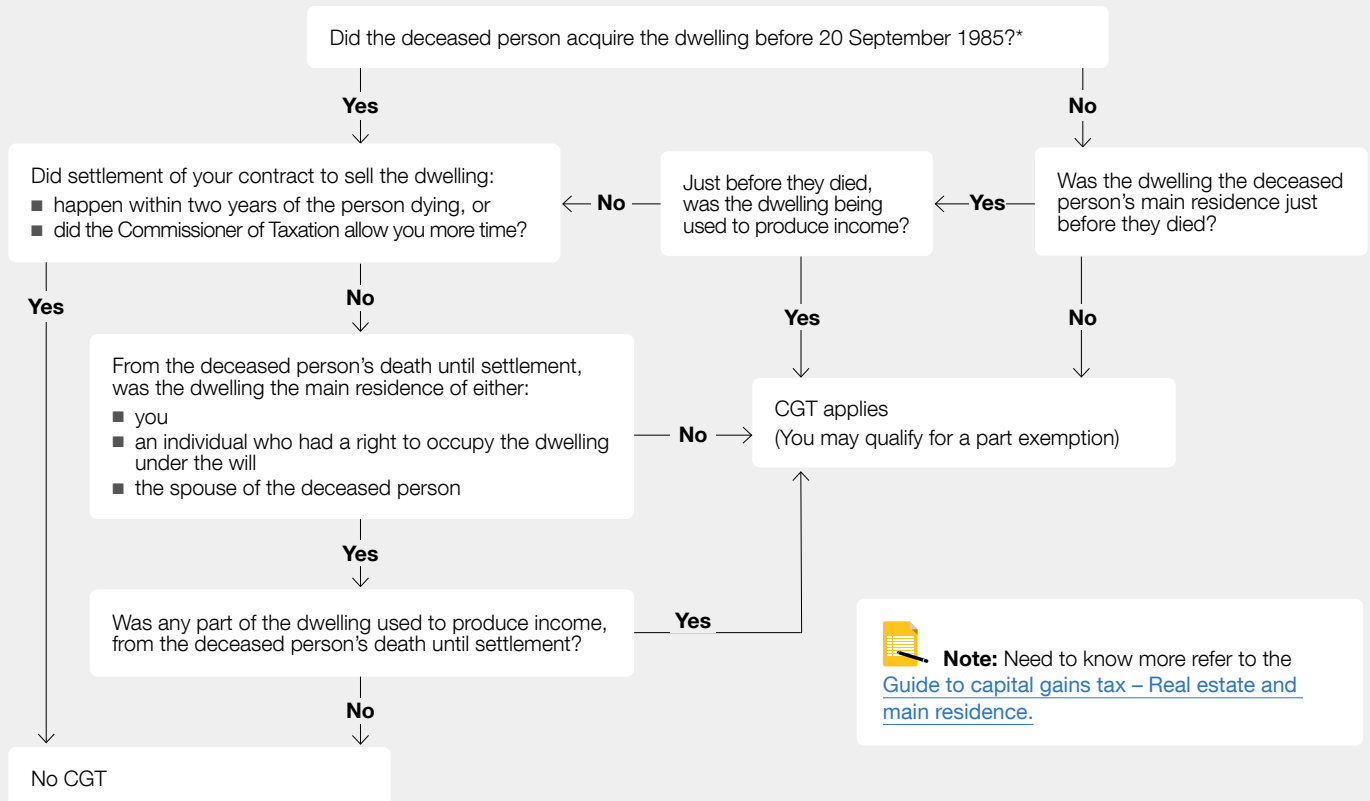 Did the deceased person acquire the dwelling before 20 September 1985?*
Yes
No
Did settlement of your contract to sell the dwelling:
■ happen within two years of the person dying, or
■ did the Commissioner of Taxation allow you more time?
No
Just before they died,
was the dwelling being
used to produce income?
Yes
Was the dwelling the deceased
person’s main residence just
before they died?
Yes
No
Yes
No
From the deceased person’s death until settlement,
was the dwelling the main residence of either:
■ you
■ an individual who had a right to occupy the dwelling
under the will
■ the spouse of the deceased person
No
CGT applies
(You may qualify for a part exemption)
Yes
Was any part of the dwelling used to produce income,
from the deceased person’s death until settlement?
Yes
Note: Need to know more refer to the
Guide to capital gains tax – Real estate and
main residence.
No
No CGT